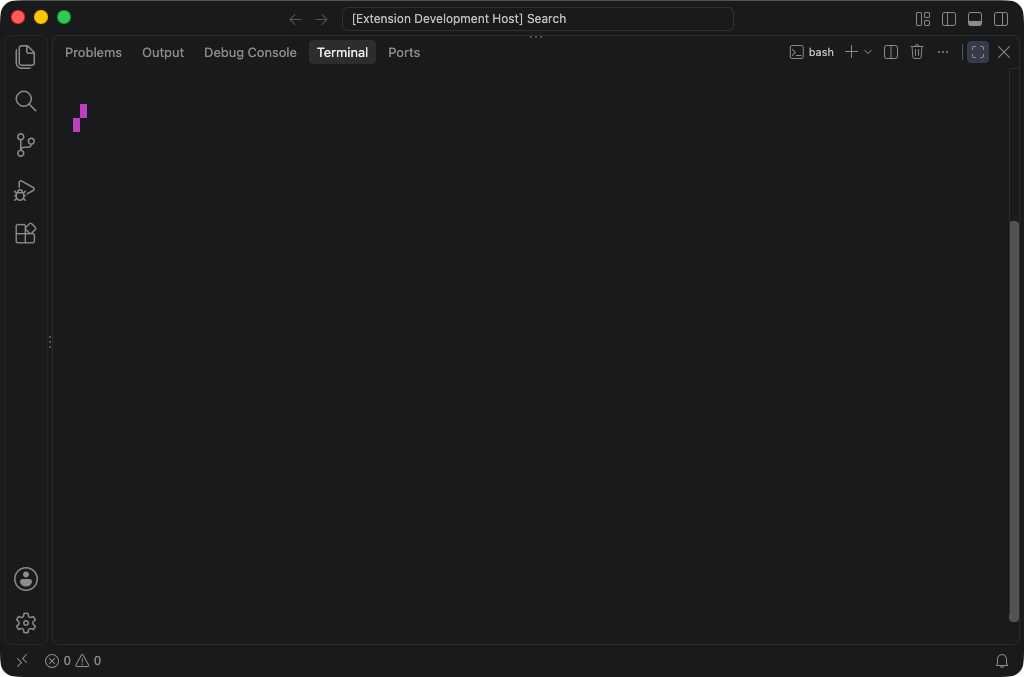 [Extension Development Host] Search
Problems Output Debug Console Terminal Ports bash
0 0